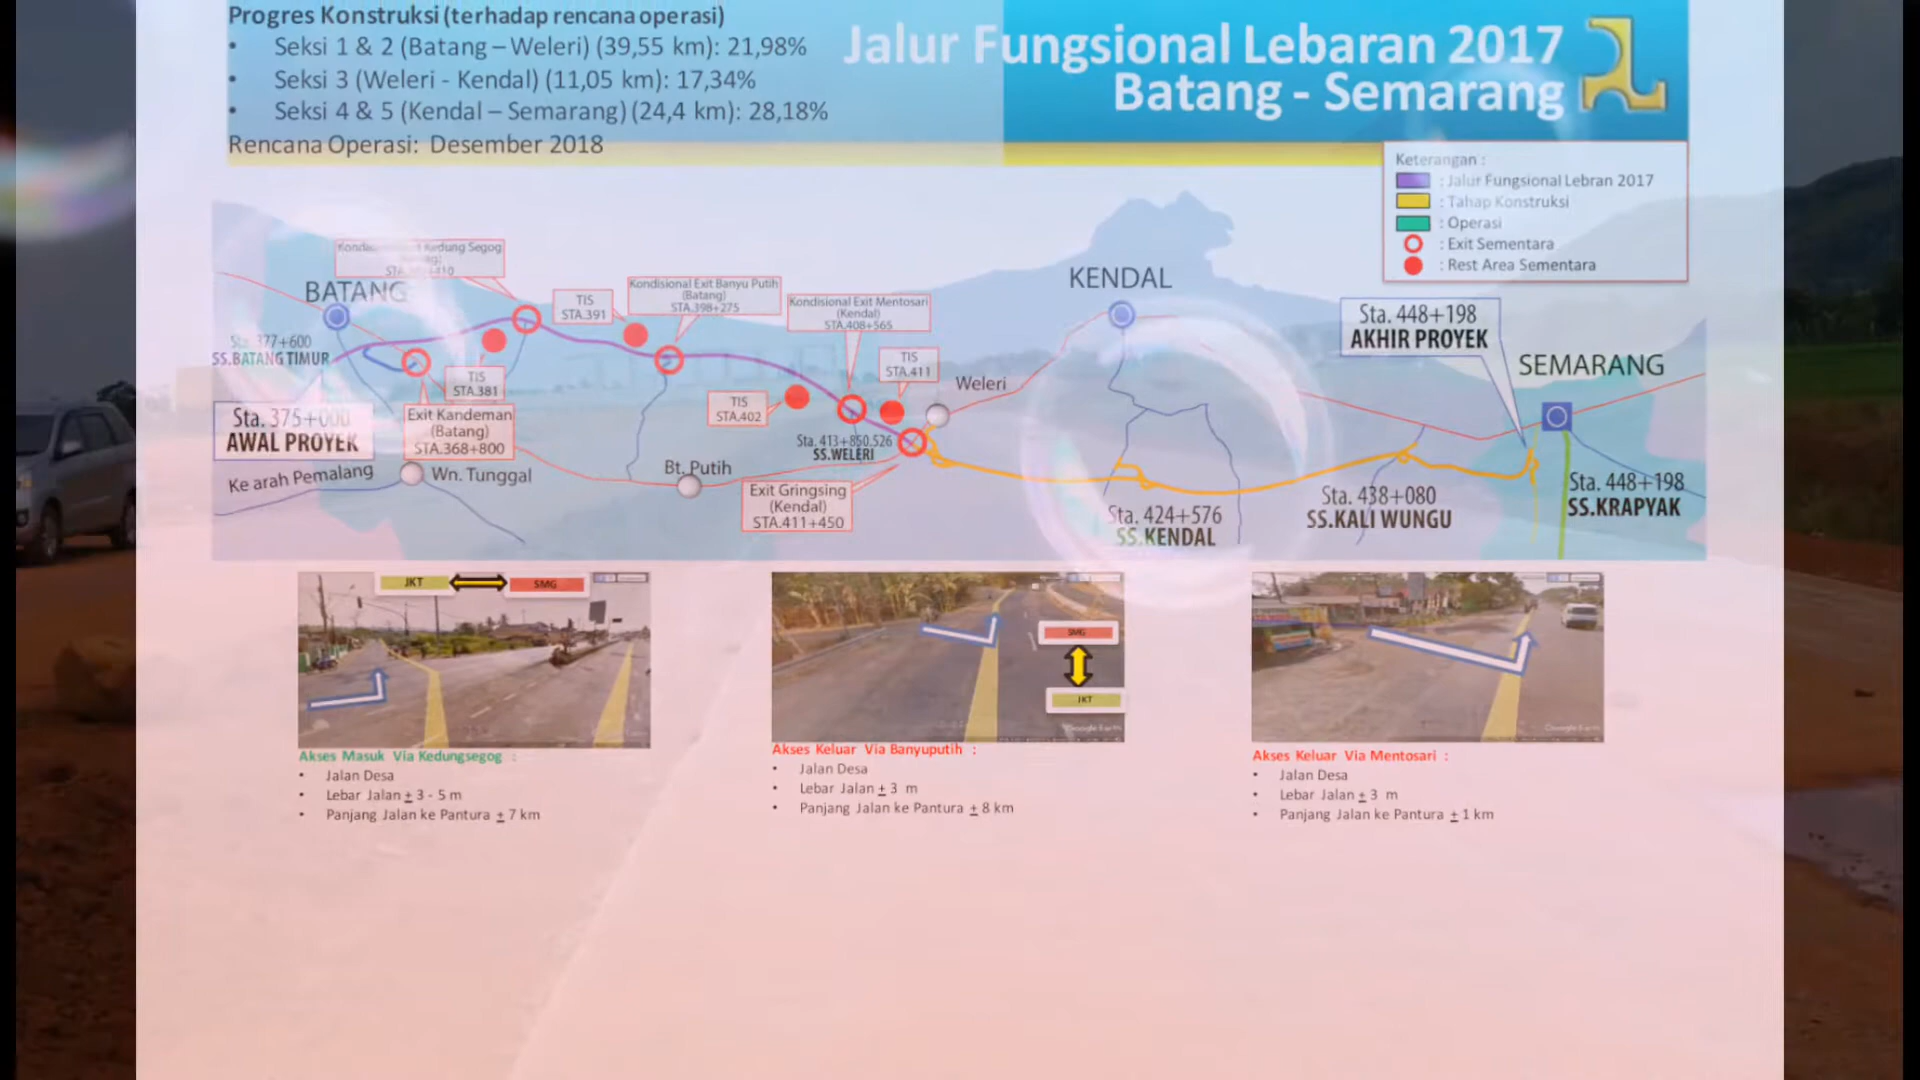 Progres Konstruksi (terhadap rencana operasi)
• Seksi 1 & 2 (Batang – Weleri) (39,55 km): 21,98%
• Seksi 3 (Weleri - Kendal) (11,05 km): 17,34%
• Seksi 4 & 5 (Kendal – Semarang) (24,4 km): 28,18%
Rencana Operasi: Desember 2018
Jalur Fungsional Lebaran 2017
Batang - Semarang
Keterangan :
: Jalur Fungsional Lebran 2017
: Tahap Konstruksi
: Operasi
: Exit Sementara
: Rest Area Sementara
Kedung Segog
BATANG
377+600
SS.BATANG TIMUR
Sta. 375+000
AWAL PROYEK
Ke arah Pemalang
Wn. Tunggal
TIS
STA.381
Exit Kandeman
(Batang)
STA.368+800
TIS
STA.391
Kondisional Exit Banyu Putih
(Batang)
STA.398+275
Kondisional Exit Mentosari
(Kendal)
STA.408+565
TIS
STA.402
TIS
STA.411
Weleri
Sta. 413+850.526
SS.WELERI
Bt. Putih
Exit Gringsing
(Kendal)
STA.411+450
KENDAL
Sta. 424+576
SS.KENDAL
Sta. 448+198
AKHIR PROYEK
SEMARANG
Sta. 438+080
SS.KALI WUNGU
Sta. 448+198
SS.KRAPYAK
JKT
SMG
Akses Masuk Via Kedungsegog :
• Jalan Desa
• Lebar Jalan ± 3 - 5 m
• Panjang Jalan ke Pantura ± 7 km
SMG
JKT
Google Earth
Akses Keluar Via Banyuputih :
• Jalan Desa
• Lebar Jalan ± 3 m
• Panjang Jalan ke Pantura ± 8 km
Google Earth
Akses Keluar Via Mentosari :
• Jalan Desa
• Lebar Jalan ± 3 m
• Panjang Jalan ke Pantura ± 1 km